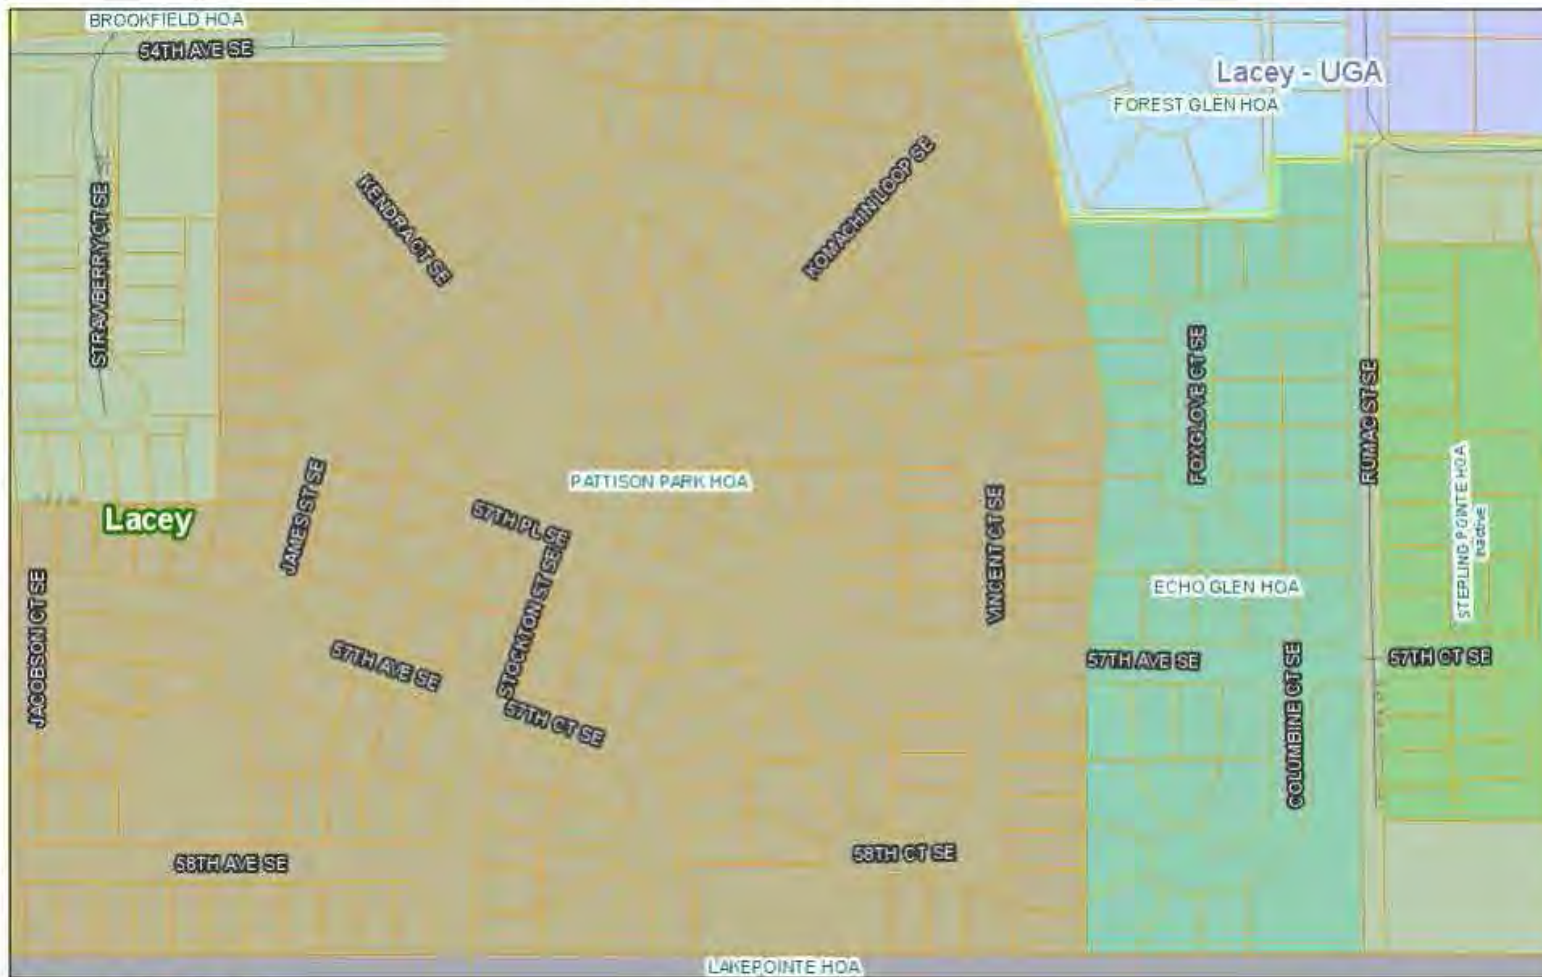 BROOKFIELD HOA
54TH AVE SE
Lacey - UGA
FOREST GLEN HOA
KENDRA CT SE
KOMACHIN LOOP SE
STRAWBERRY CT SE
FOXGLOVE CT SE
RUMAC ST SE
PATTISON PARK HOA
JAMES ST SE
57TH PL SE
Lacey
VINCENT CT SE
STERLING POINTE HOA
Inactive
ECHO GLEN HOA
JACOBSON CT SE
STOCKTON ST SE
57TH AVE SE
57TH AVE SE
57TH CT SE
COLUMBINE CT SE
57TH CT SE
58TH AVE SE
58TH CT SE
LAKEPOINTE HOA